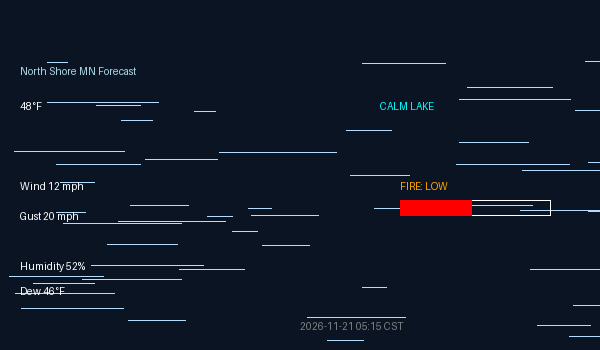 North Shore MN Forecast
48°F
CALM LAKE
Wind 12 mph
FIRE: LOW
Gust 20 mph
Humidity 52%
Dew 46°F
2026-11-21 05:15 CST